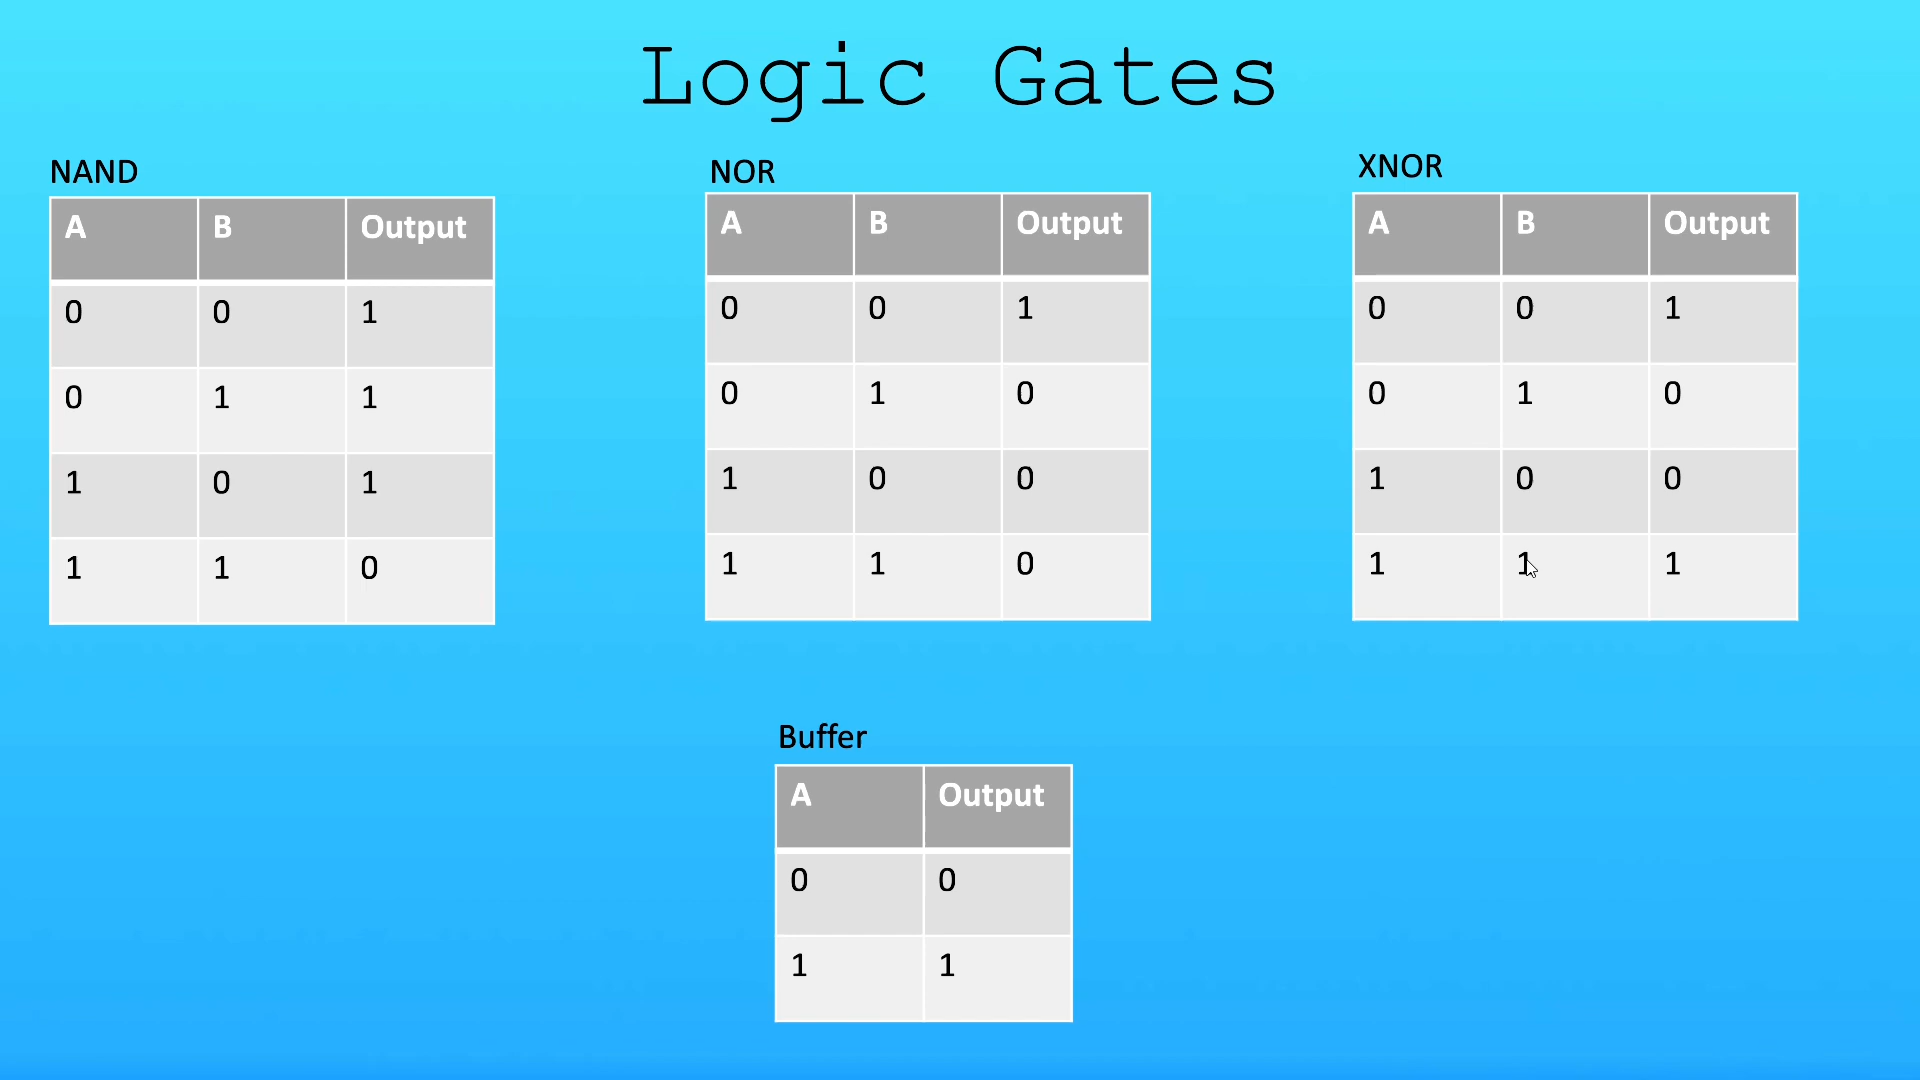 Logic Gates
NAND
A B Output
0 0 1
0 1 1
1 0 1
1 1 0
NOR
A B Output
0 0 1
0 1 0
1 0 0
1 1 0
XNOR
A B Output
0 0 1
0 1 0
1 0 0
1 1 1
Buffer
A Output
0 0
1 1